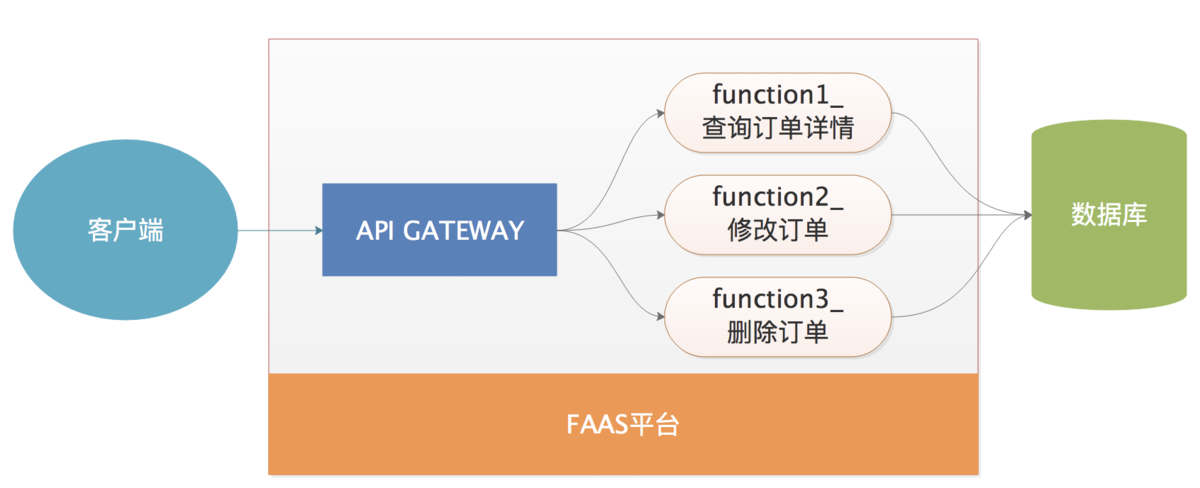 客户端
API GATEWAY
function1_
查询订单详情
function2_
修改订单
function3_
删除订单
数据库
FAAS平台